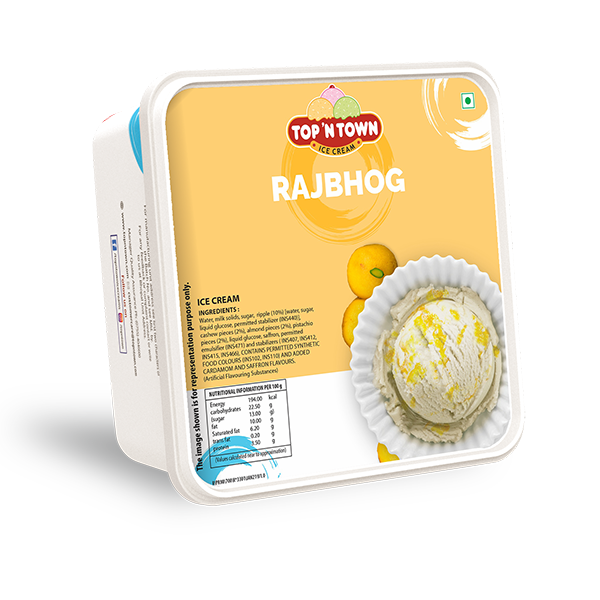 TOP 'N TOWN
ICE CREAM
RAJBHOG
ICE CREAM
INGREDIENTS :
Water, milk solids, sugar, ripple (10%) [water, sugar,
liquid glucose, permitted stabilizer (INS440)],
cashew pieces (2%), almond pieces (2%), pistachio
pieces (2%), liquid glucose, saffron, permitted
emulsifier (INS471) and stabilizers (INS407, INS412,
INS415, INS466), CONTAINS PERMITTED SYNTHETIC
FOOD COLOURS (INS102, INS110) AND ADDED
CARDAMOM AND SAFFRON FLAVOURS.
(Artificial Flavouring Substances)
NUTRITIONAL INFORMATION PER 100 g
Energy 194.00 kcal
carbohydrates 22.50 g
(sugar 13.00 g)
fat 10.00 g
Saturated fat 6.20 g
trans fat 0.20 g
protein 3.50 g
(Values calculated near to approximation)
The image shown is for representation purpose only.